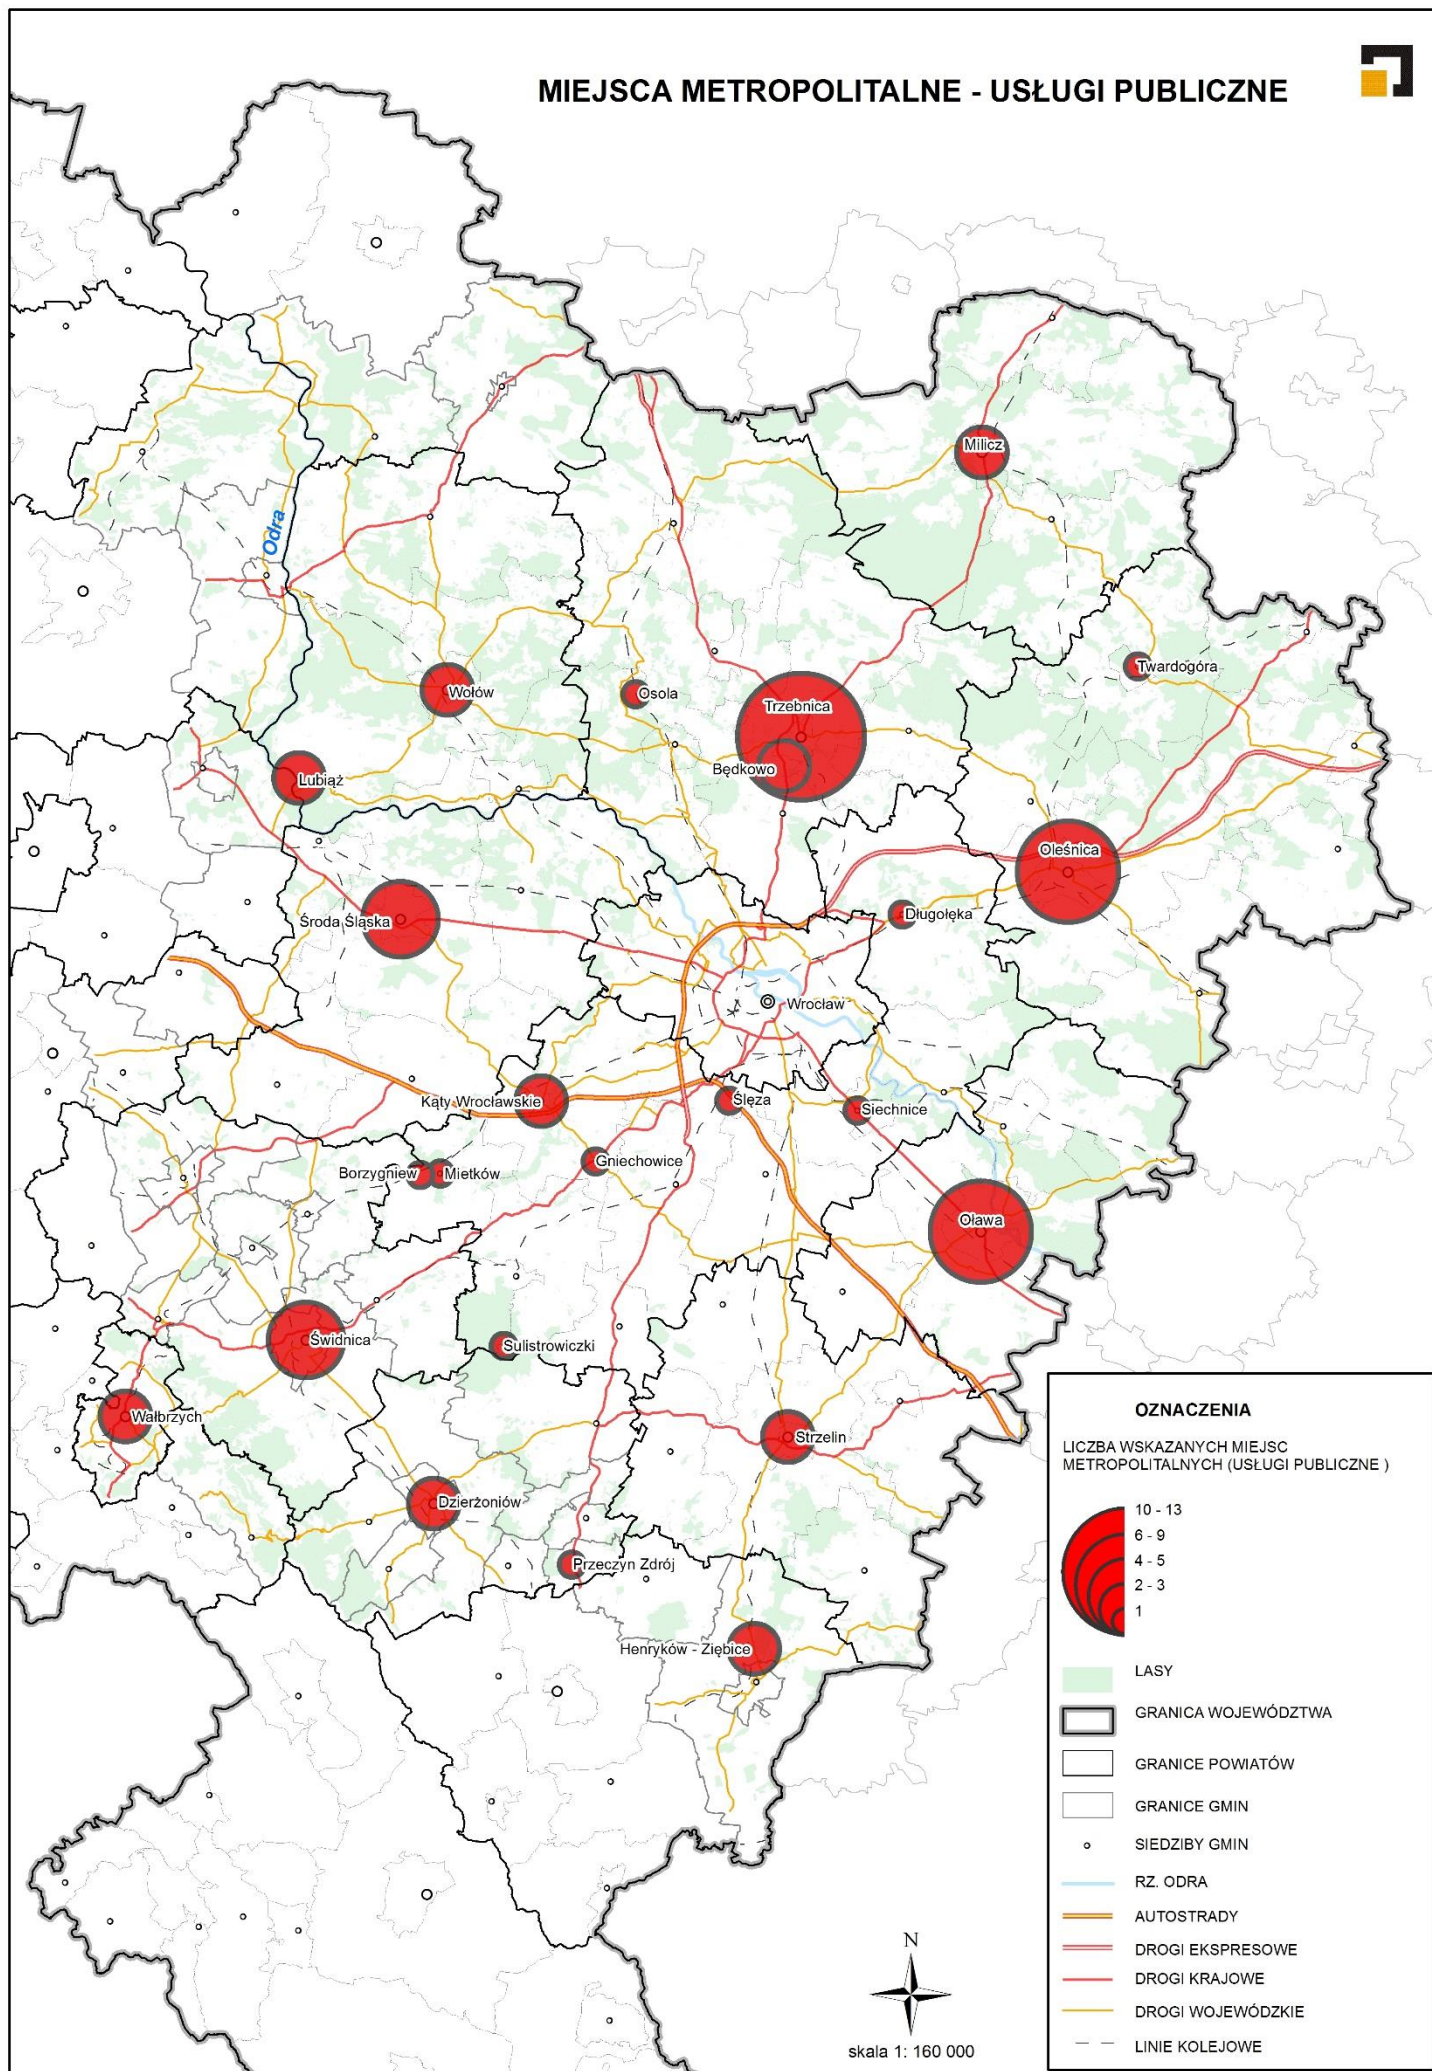 MIEJSCA METROPOLITALNE - USŁUGI PUBLICZNE
Milicz
Odra
Twardogóra
Wołów
Osola
Trzebnica
Będkowo
Lubiąż
Oleśnica
Środa Śląska
Długołęka
Wrocław
Kąty Wrocławskie
Ślęza
Siechnice
Gniechowice
Borzygniew
Mietków
Oława
Świdnica
Sulistrowiczki
Wałbrzych
Strzelin
Dzierżoniów
Przeczyn Zdrój
Henryków - Ziębice
OZNACZENIA
LICZBA WSKAZANYCH MIEJSC
METROPOLITALNYCH (USŁUGI PUBLICZNE )
10 - 13
6 - 9
4 - 5
2 - 3
1
LASY
GRANICA WOJEWÓDZTWA
GRANICE POWIATÓW
GRANICE GMIN
SIEDZIBY GMIN
RZ. ODRA
AUTOSTRADY
DROGI EKSPRESOWE
DROGI KRAJOWE
DROGI WOJEWÓDZKIE
LINIE KOLEJOWE
N
skala 1: 160 000